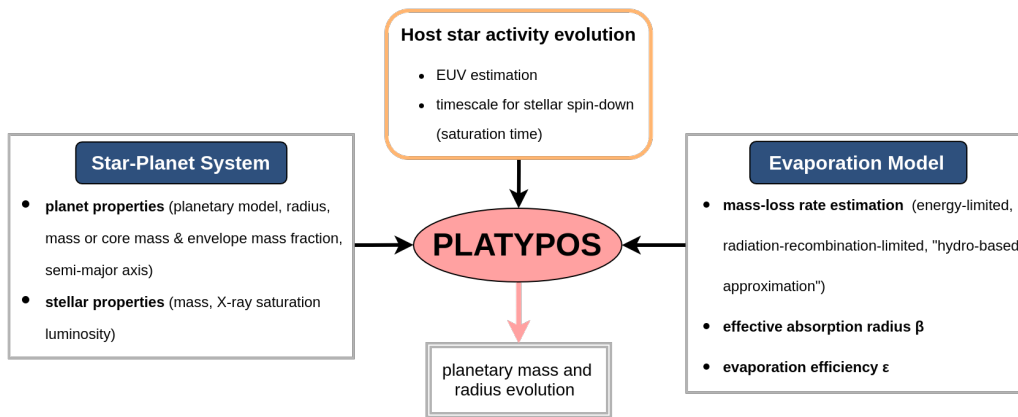 Host star activity evolution
• EUV estimation
• timescale for stellar spin-down
(saturation time)
Star-Planet System
• planet properties (planetary model, radius,
mass or core mass & envelope mass fraction,
semi-major axis)
• stellar properties (mass, X-ray saturation
luminosity)
PLATYPOS
Evaporation Model
• mass-loss rate estimation (energy-limited,
radiation-recombination-limited, "hydro-based
approximation")
• effective absorption radius β
• evaporation efficiency ε
planetary mass and
radius evolution